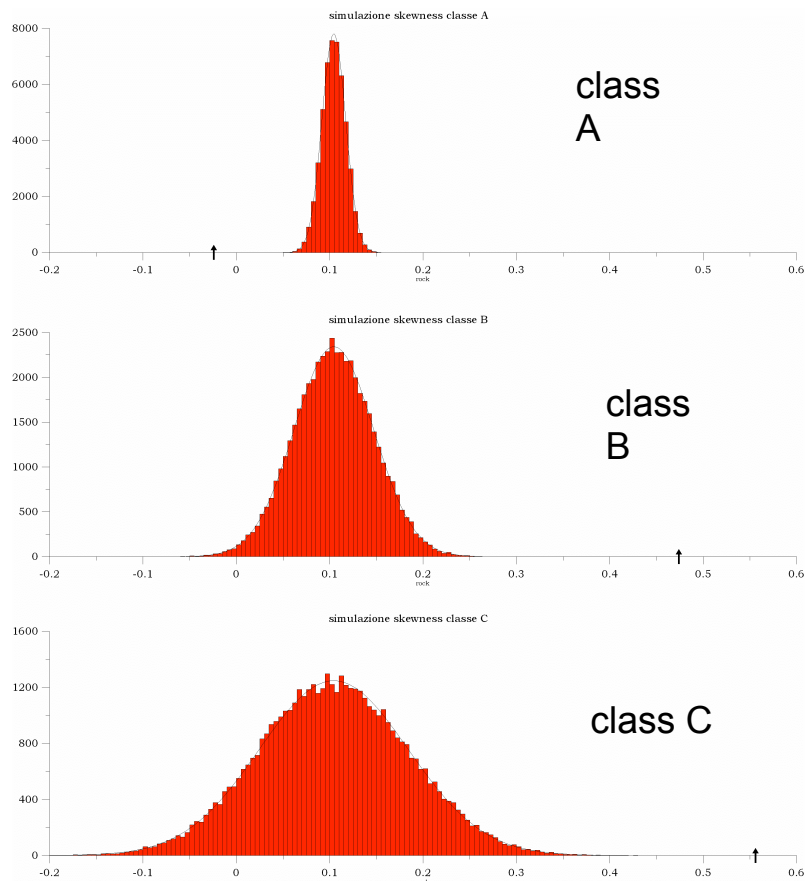 simulazione skewness classe A
8000
6000
4000
2000
0
class
A
-0.2 -0.1 0 0.1 0.2 0.3 0.4 0.5 0.6
rock
simulazione skewness classe B
2500
2000
1500
1000
500
0
class
B
-0.2 -0.1 0 0.1 0.2 0.3 0.4 0.5 0.6
rock
simulazione skewness classe C
1600
1200
800
400
0
class C
-0.2 -0.1 0 0.1 0.2 0.3 0.4 0.5 0.6